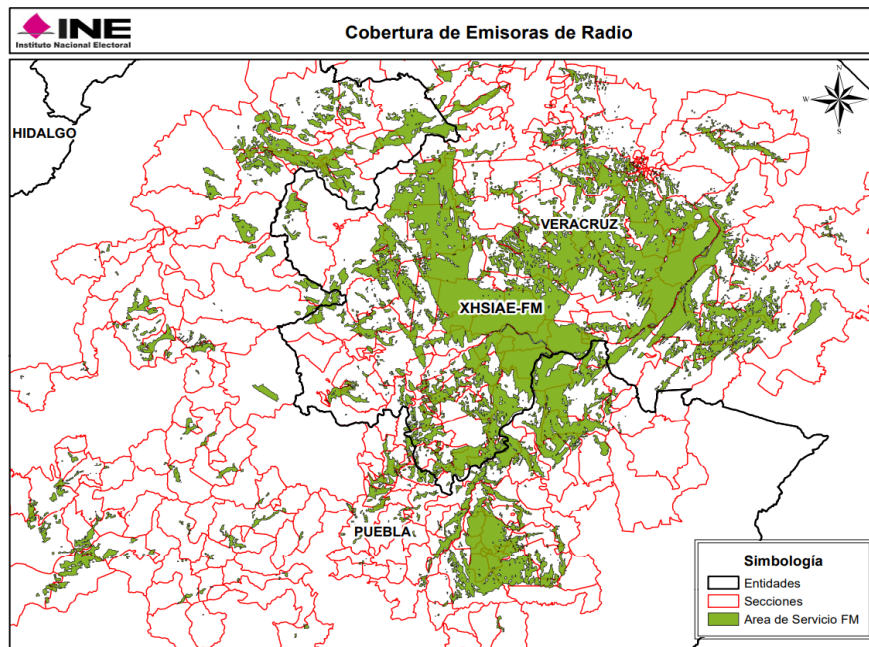 INE
Instituto Nacional Electoral
Cobertura de Emisoras de Radio
N
W
E
S
HIDALGO
VERACRUZ
XHSIAE-FM
PUEBLA
Simbología
Entidades
Secciones
Area de Servicio FM